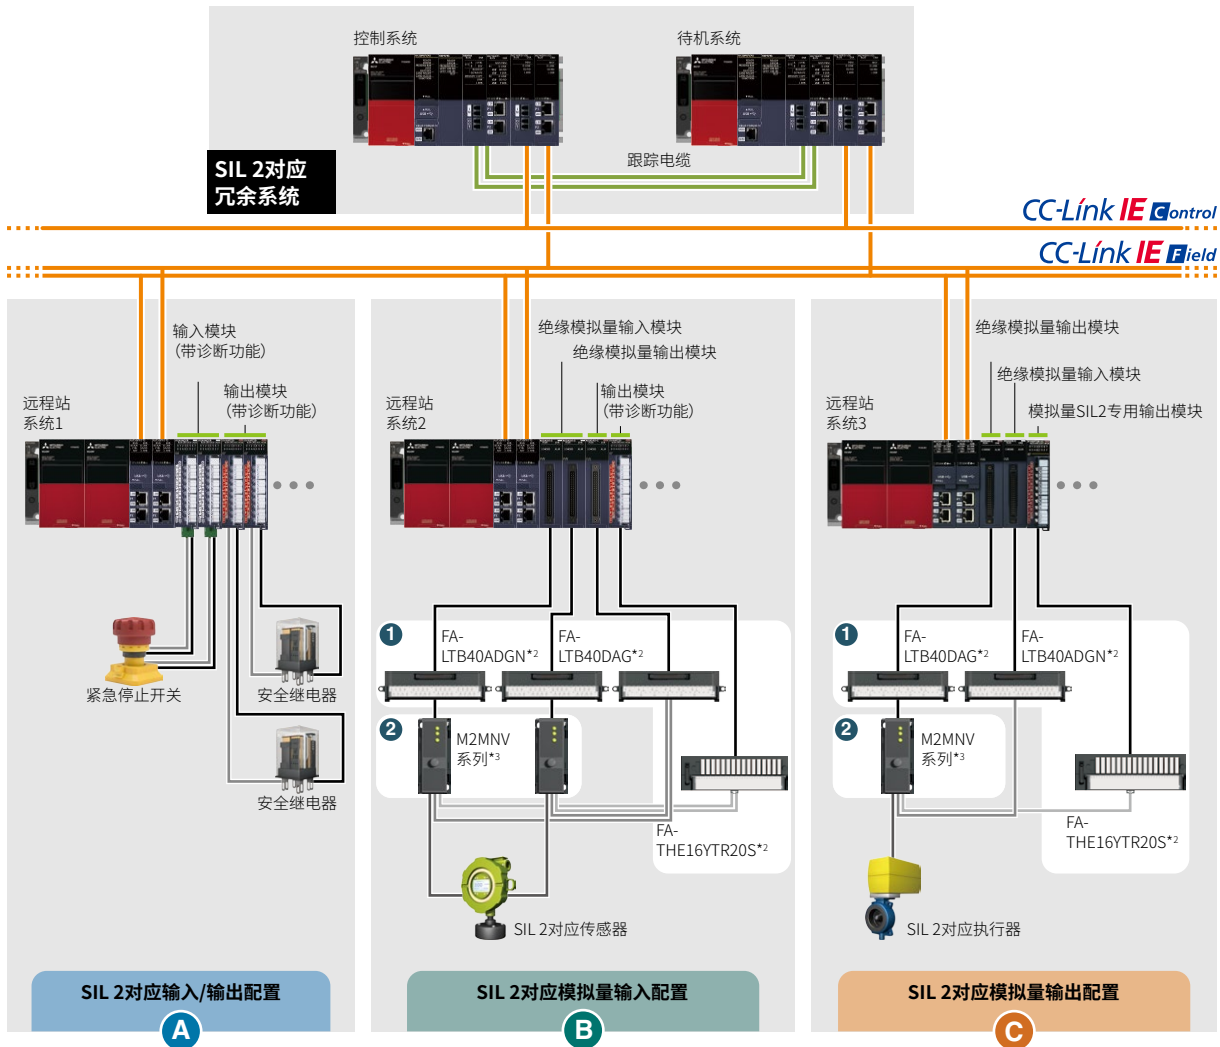 控制系统
待机系统
跟踪电缆
SIL 2对应
冗余系统
CC-Link IE Control
CC-Link IE Field
输入模块
(带诊断功能)
输出模块
(带诊断功能)
远程站
系统1
紧急停止开关
安全继电器
安全继电器
SIL 2对应输入/输出配置
A
绝缘模拟量输入模块
绝缘模拟量输出模块
输出模块
(带诊断功能)
远程站
系统2
1
FA-
LTB40ADGN*2
FA-
LTB40DAG*2
2
M2MNV
系列*3
FA-
THE16YTR20S*2
SIL 2对应传感器
SIL 2对应模拟量输入配置
B
绝缘模拟量输出模块
绝缘模拟量输入模块
模拟量SIL2专用输出模块
远程站
系统3
1
FA-
LTB40DAG*2
FA-
LTB40ADGN*2
2
M2MNV
系列*3
FA-
THE16YTR20S*2
SIL 2对应执行器
SIL 2对应模拟量输出配置
C